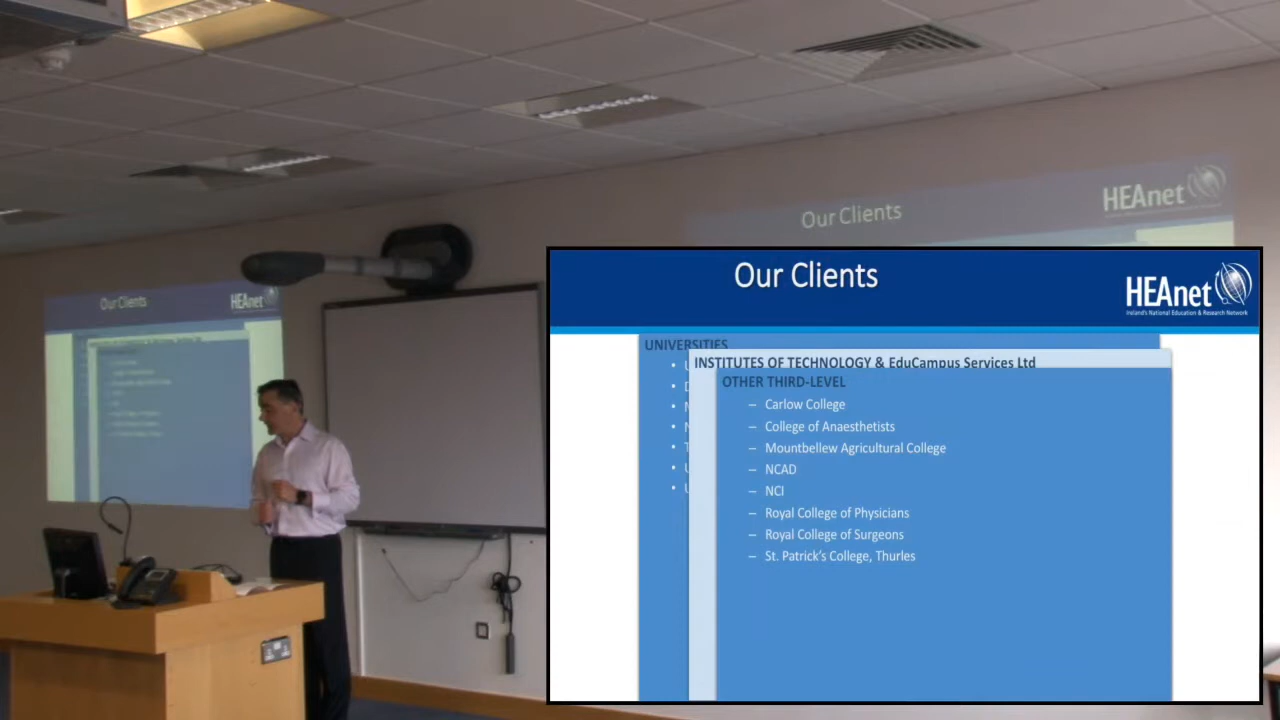 Our Clients
HEAnet
Our Clients
HEAnet
Our Clients
HEAnet
Ireland's National Education & Research Network
UNIVERSITIES
INSTITUTES OF TECHNOLOGY & EduCampus Services Ltd
OTHER THIRD-LEVEL
– Carlow College
– College of Anaesthetists
– Mountbellew Agricultural College
– NCAD
– NCI
– Royal College of Physicians
– Royal College of Surgeons
– St. Patrick's College, Thurles